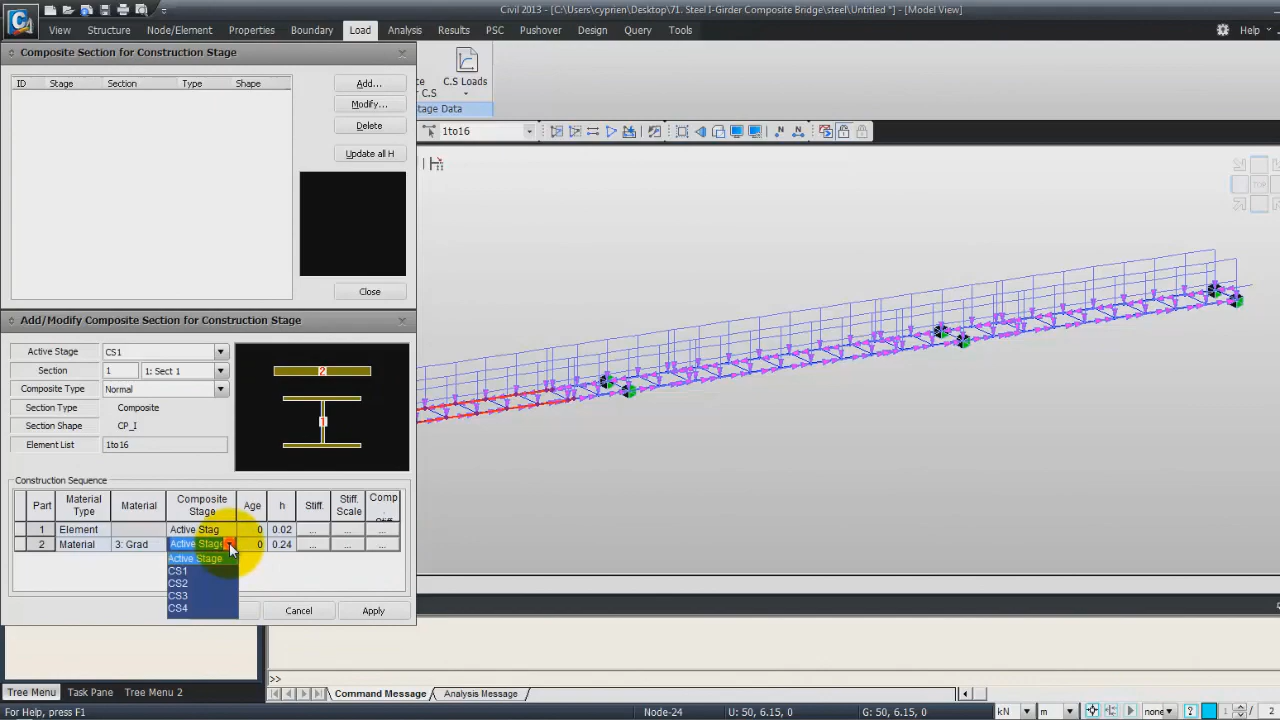 Civil 2013 - [C:\Users\cyprien\Desktop\71. Steel I-Girder Composite Bridge\steel\Untitled *] - [Model View]
View Structure Node/Element Properties Boundary Load Analysis Results PSC Pushover Design Query Tools Help
Composite Section for Construction Stage
ID Stage Section Type Shape
Add...
Modify...
Delete
Update all H
Close
C.S Loads
C.S
tage Data
1to16
TOP
Add/Modify Composite Section for Construction Stage
Active Stage CS1
Section 1 1: Sect 1
Composite Type Normal
Section Type Composite
Section Shape CP_I
Element List 1to16
2
1
Construction Sequence
Part Material Type Material Composite Stage Age h Stiff. Stiff. Scale Comp.
1 Element Active Stag 0 0.02 ... ... ...
2 Material 3: Grad Active Stage 0 0.24 ... ... ...
Active Stage
CS1
CS2
CS3
CS4
Cancel Apply
>>
Tree Menu Task Pane Tree Menu 2
Command Message Analysis Message
For Help, press F1 Node-24 U: 50, 6.15, 0 G: 50, 6.15, 0 kN m none 2